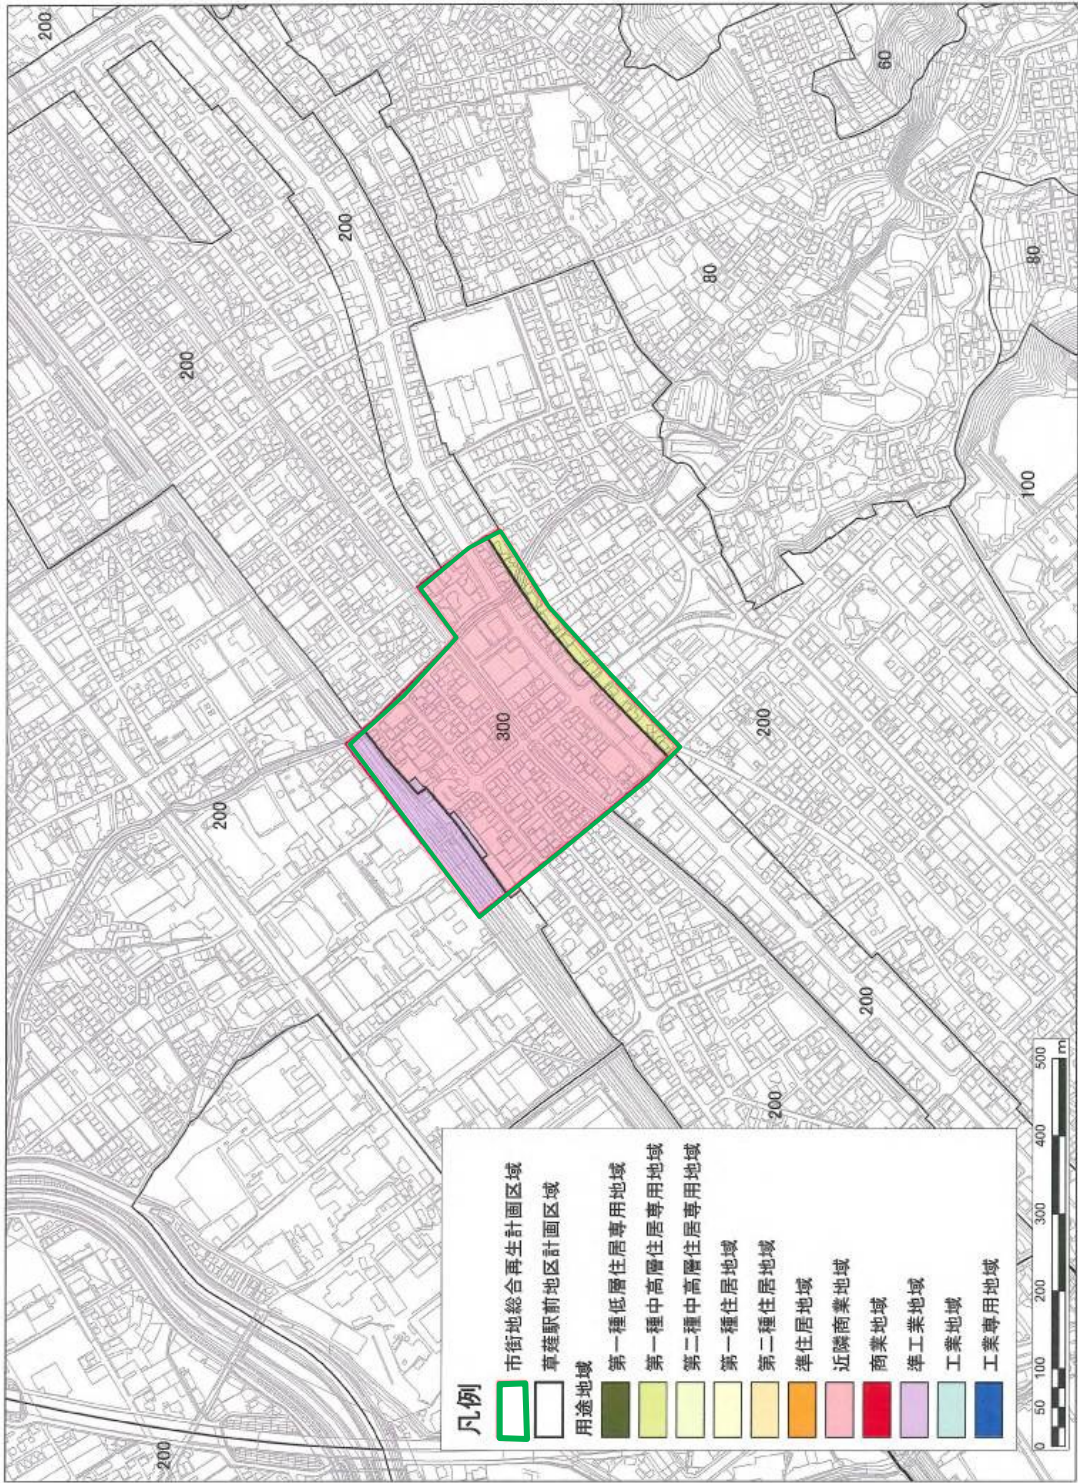 凡例
市街地総合再生計画区域
草薙駅前地区計画区域
用途地域
第一種低層住居専用地域
第一種中高層住居専用地域
第二種中高層住居専用地域
第一種住居地域
第二種住居地域
準住居地域
近隣商業地域
商業地域
準工業地域
工業地域
工業専用地域
0 50 100 200 300 400 500
m
200
200
200
200
200
300
200
200
200
80
60
80
100